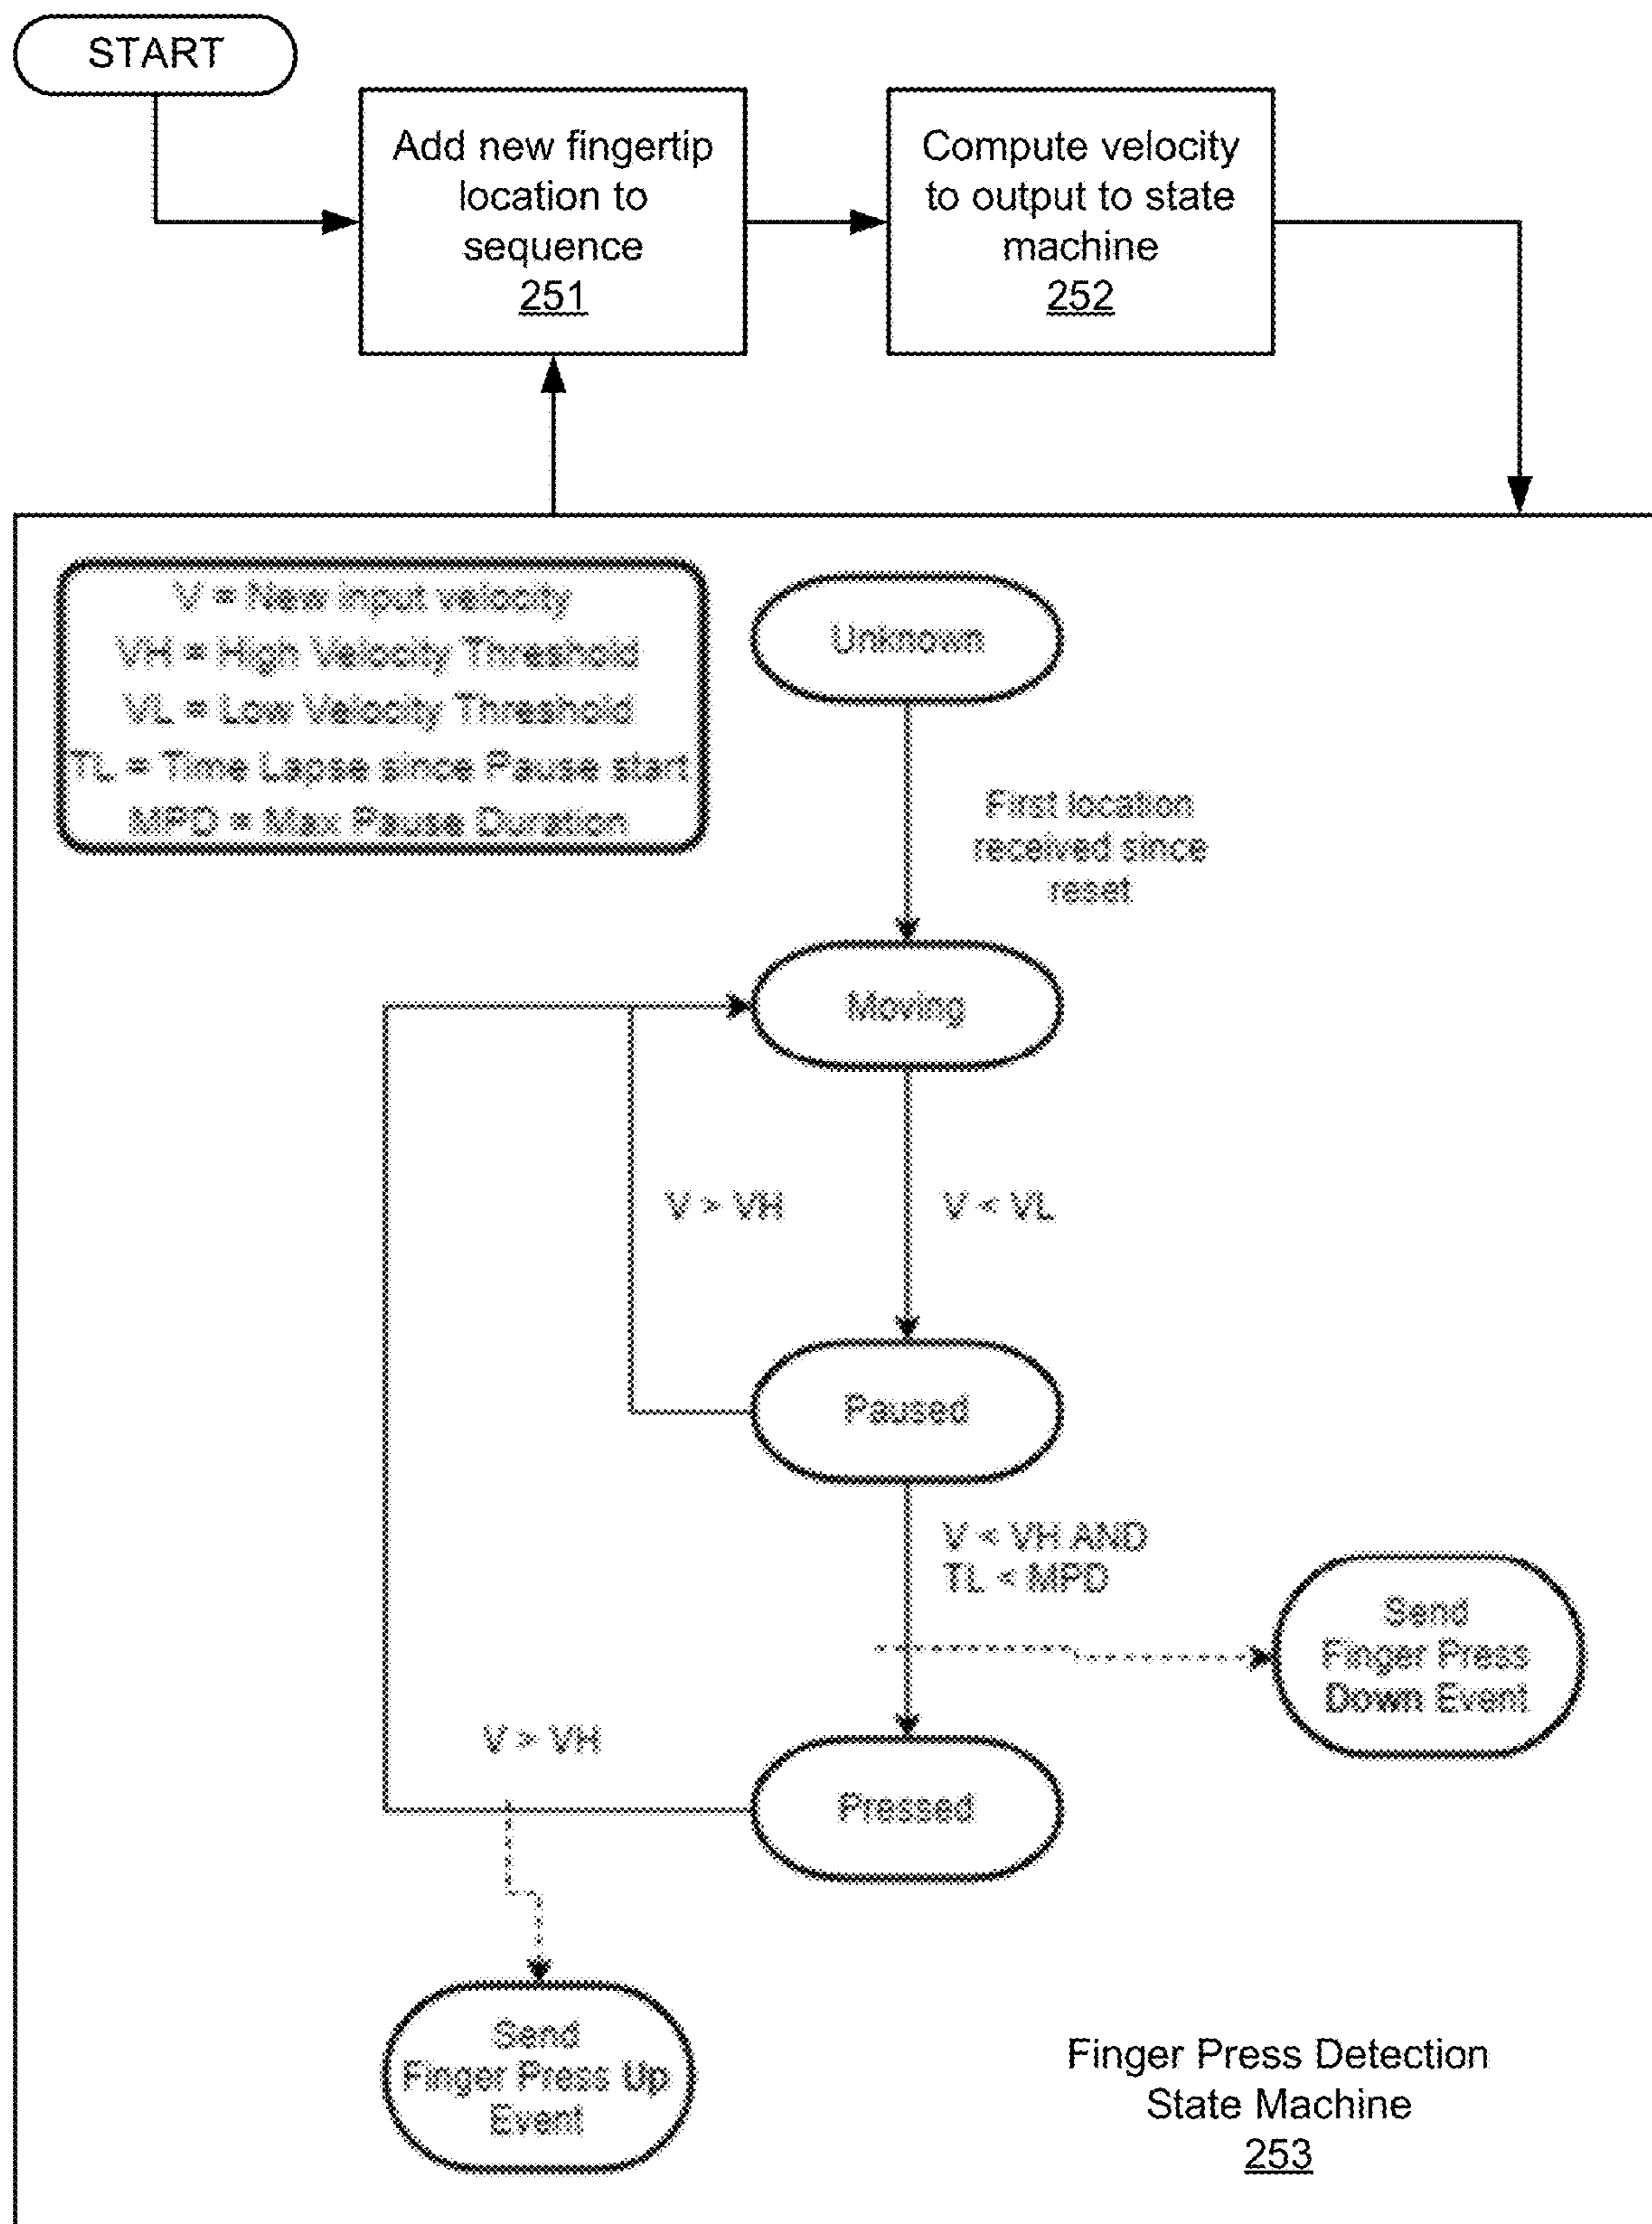 START
Add new fingertip
location to
sequence
251
Compute velocity
to output to state
machine
252
V = New input velocity
VH = High Velocity Threshold
VL = Low Velocity Threshold
TL = Time Lapse since Pause start
MPD = Max Pause Duration
Unknown
First location
received since
reset
Moving
V > VH
V < VL
Paused
V < VH AND
TL < MPD
Send
Finger Press
Down Event
V > VH
Pressed
Send
Finger Press Up
Event
Finger Press Detection
State Machine
253